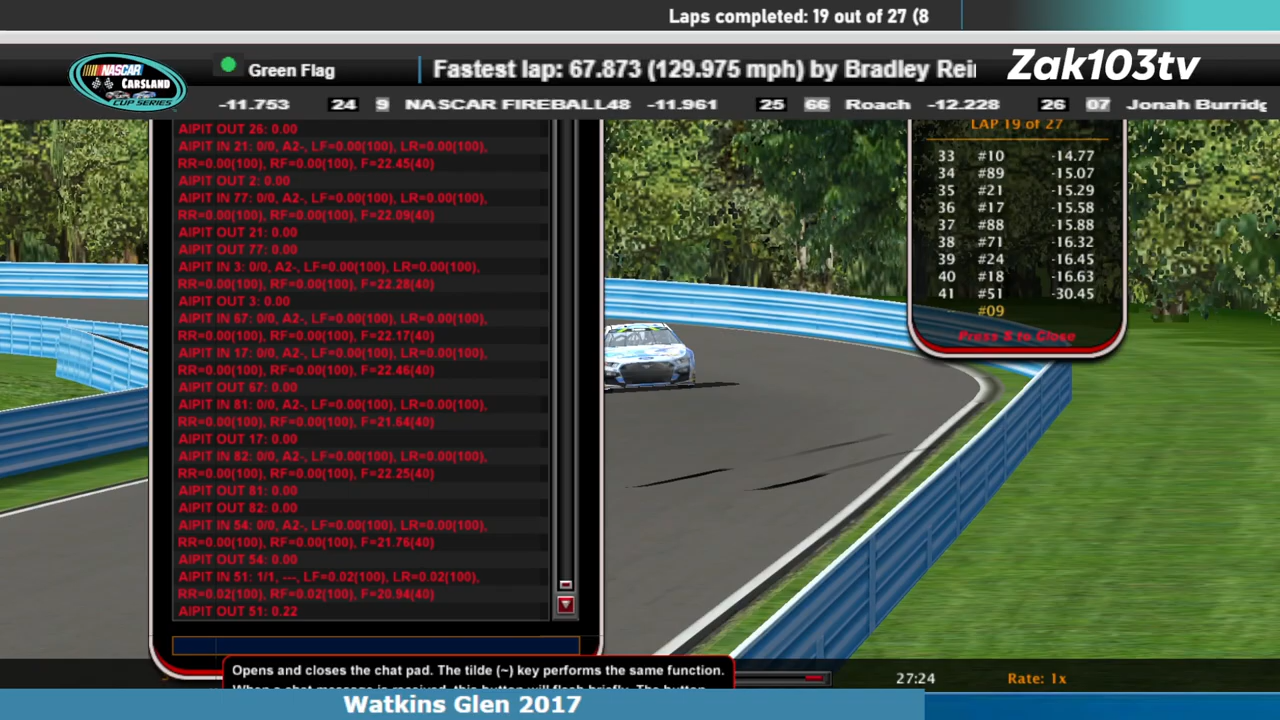 Laps completed: 19 out of 27 (8
NASCAR
CARSLAND
CUP SERIES
Green Flag
Fastest lap: 67.873 (129.975 mph) by Bradley Rei
Zak103tv
-11.753 24 9 NASCAR FIREBALL48 -11.961 25 66 Roach -12.228 26 07 Jonah Burridg
AIPIT OUT 26: 0.00
AIPIT IN 21: 0/0, A2-, LF=0.00(100), LR=0.00(100),
RR=0.00(100), RF=0.00(100), F=22.45(40)
AIPIT OUT 2: 0.00
AIPIT IN 77: 0/0, A2-, LF=0.00(100), LR=0.00(100),
RR=0.00(100), RF=0.00(100), F=22.09(40)
AIPIT OUT 21: 0.00
AIPIT OUT 77: 0.00
AIPIT IN 3: 0/0, A2-, LF=0.00(100), LR=0.00(100),
RR=0.00(100), RF=0.00(100), F=22.28(40)
AIPIT OUT 3: 0.00
AIPIT IN 67: 0/0, A2-, LF=0.00(100), LR=0.00(100),
RR=0.00(100), RF=0.00(100), F=22.17(40)
AIPIT IN 17: 0/0, A2-, LF=0.00(100), LR=0.00(100),
RR=0.00(100), RF=0.00(100), F=22.46(40)
AIPIT OUT 67: 0.00
AIPIT IN 81: 0/0, A2-, LF=0.00(100), LR=0.00(100),
RR=0.00(100), RF=0.00(100), F=21.64(40)
AIPIT OUT 17: 0.00
AIPIT IN 82: 0/0, A2-, LF=0.00(100), LR=0.00(100),
RR=0.00(100), RF=0.00(100), F=22.25(40)
AIPIT OUT 81: 0.00
AIPIT OUT 82: 0.00
AIPIT IN 54: 0/0, A2-, LF=0.00(100), LR=0.00(100),
RR=0.00(100), RF=0.00(100), F=21.76(40)
AIPIT OUT 54: 0.00
AIPIT IN 51: 1/1, ---, LF=0.02(100), LR=0.02(100),
RR=0.02(100), RF=0.02(100), F=20.94(40)
AIPIT OUT 51: 0.22
LAP 19 of 27
33 #10 -14.77
34 #89 -15.07
35 #21 -15.29
36 #17 -15.58
37 #88 -15.88
38 #71 -16.32
39 #24 -16.45
40 #18 -16.63
41 #51 -30.45
#09
Press S to Close
Opens and closes the chat pad. The tilde (~) key performs the same function.
When a chat message is received, this button will flash briefly. The button
27:24
Rate: 1x
Watkins Glen 2017